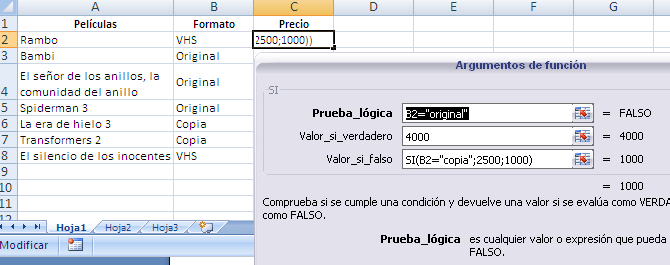 A B C D E F G
1 Películas Formato Precio
2 Rambo VHS 2500;1000))
3 Bambi Original
El señor de los anillos, la
4 comunidad del anillo Original
5 Spiderman 3 Original
6 La era de hielo 3 Copia
7 Transformers 2 Copia
8 El silencio de los inocentes VHS
9
10
11
12
Hoja1 Hoja2 Hoja3
Modificar
Argumentos de función
SI
Prueba_lógica B2="original" = FALSO
Valor_si_verdadero 4000 = 4000
Valor_si_falso SI(B2="copia";2500;1000) = 1000
= 1000
Comprueba si se cumple una condición y devuelve una valor si se evalúa como VERDA
como FALSO.
Prueba_lógica es cualquier valor o expresión que pueda
FALSO.